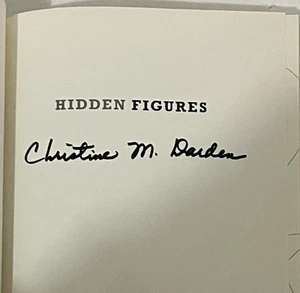 HIDDEN FIGURES
Christine M. Darden